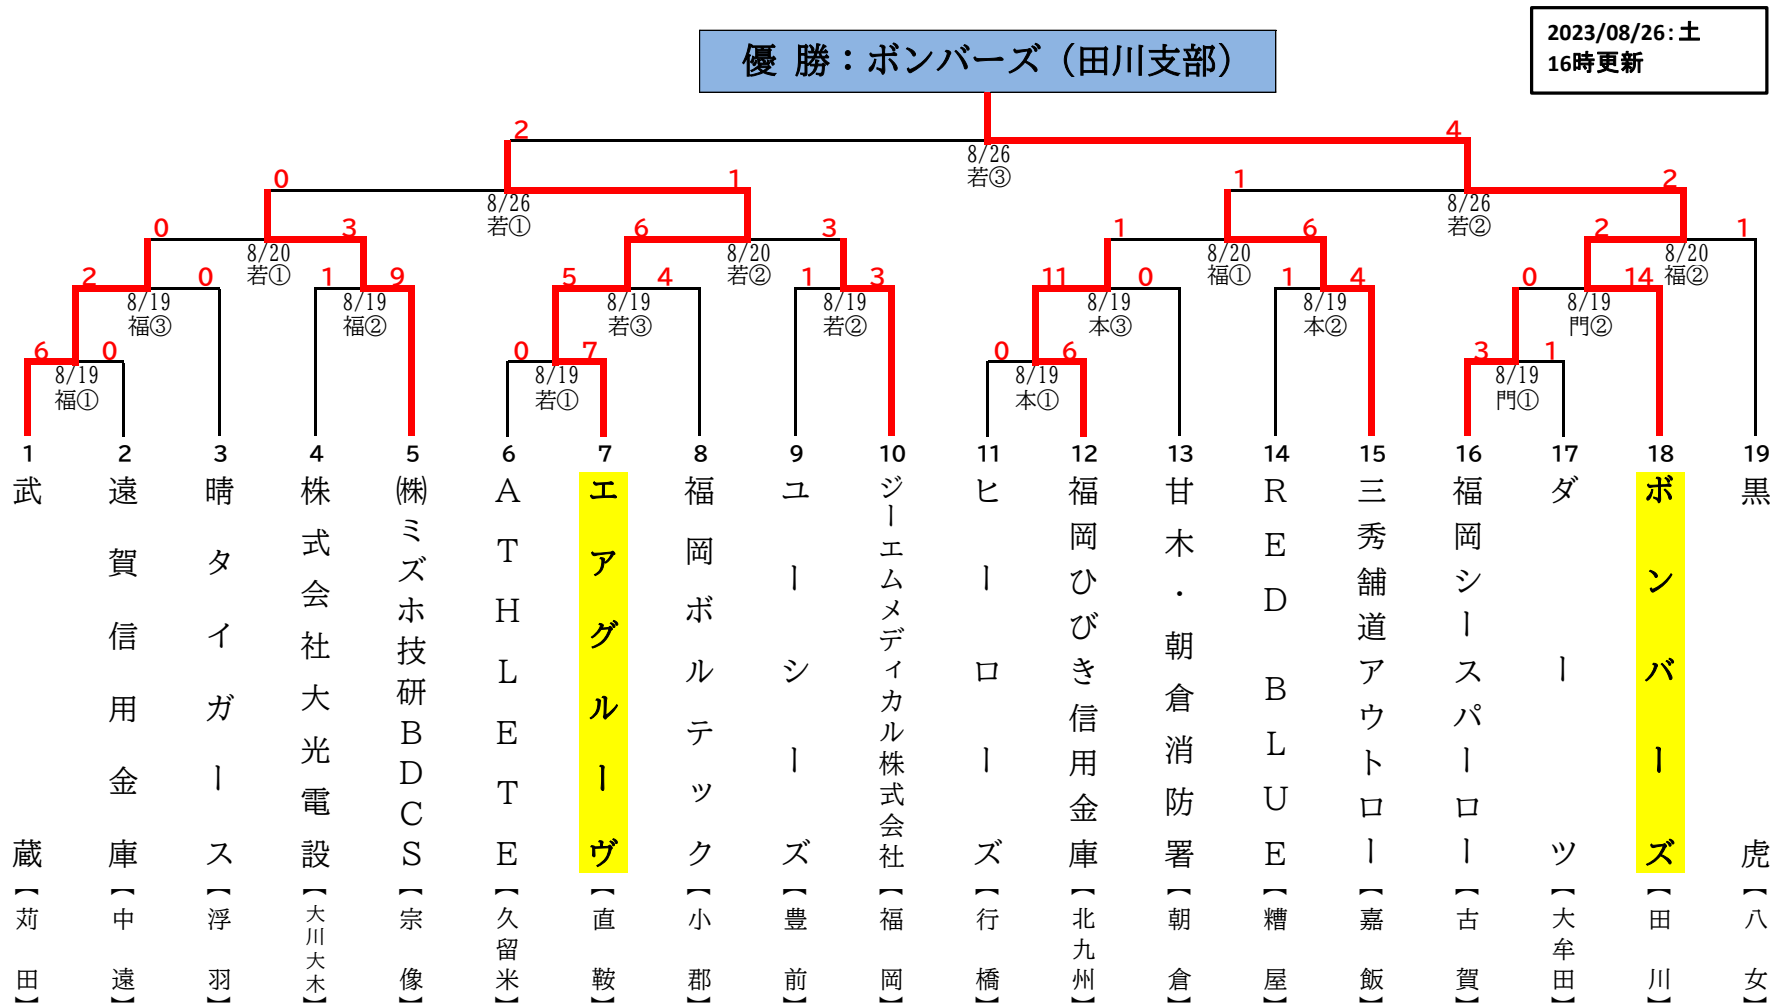 2023/08/26：土
16時更新
優 勝：ボンバーズ（田川支部）
2
4
8/26
若③
0
1
1
2
8/26
若①
8/26
若②
0
3
6
3
1
6
2
1
8/20
若①
8/20
若②
8/20
福①
8/20
福②
2
0
1
9
5
4
1
3
11
0
1
4
0
14
8/19
福③
8/19
福②
8/19
若③
8/19
若②
8/19
本③
8/19
本②
8/19
門②
6
0
0
7
0
6
3
1
8/19
福①
8/19
若①
8/19
本①
8/19
門①
1
2
3
4
5
6
7
8
9
10
11
12
13
14
15
16
17
18
19
武蔵
遠賀信用金庫
晴タイガース
株式会社大光電設
㈱ミズホ技研ＢＤＣＳ
ＡＴＨＬＥＴＥ
エアグルーヴ
福岡ボルテック
ユーシーズ
ジーエムメディカル株式会社
ヒーローズ
福岡ひびき信用金庫
甘木・朝倉消防署
ＲＥＤ ＢＬＵＥ
三秀舗道アウトロー
福岡シースパーロー
ダーツ
ボンバーズ
黒虎
【苅田】
【中遠】
【浮羽】
【大川大木】
【宗像】
【久留米】
【直鞍】
【小郡】
【豊前】
【福岡】
【行橋】
【北九州】
【朝倉】
【糟屋】
【嘉飯】
【古賀】
【大牟田】
【田川】
【八女】